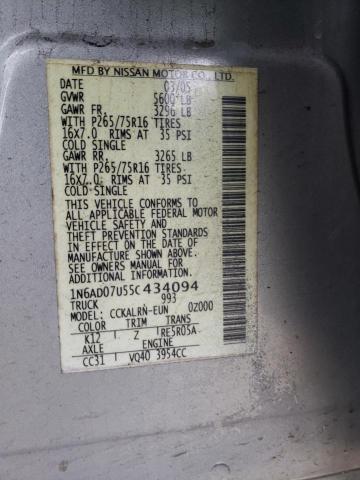 MFD BY NISSAN MOTOR CO., LTD.
DATE 03/05
GVWR 5600 LB
GAWR FR, 3296 LB
WITH P265/75R16 TIRES
16X7.0 RIMS AT 35 PSI
COLD SINGLE
GAWR RR, 3265 LB
WITH P265/75R16 TIRES
16X7.0 RIMS AT 35 PSI
COLD SINGLE
THIS VEHICLE CONFORMS TO
ALL APPLICABLE FEDERAL MOTOR
VEHICLE SAFETY AND
THEFT PREVENTION STANDARDS
IN EFFECT ON THE DATE OF
MANUFACTURE SHOWN ABOVE.
SEE OWNERS MANUAL FOR
ADDITIONAL INFORMATION.
1N6AD07U55C434094
TRUCK 993
MODEL: CCKALRN-EUN 0Z000
COLOR TRIM TRANS
K12 Z RE5R05A
AXLE ENGINE
CC31 VQ40 3954CC